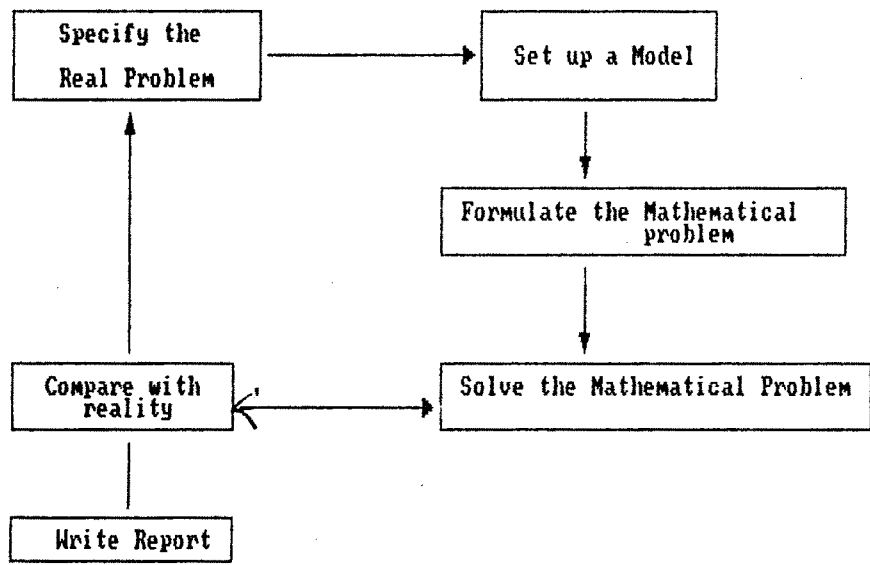 Specify the
Real Problem
Set up a Model
Formulate the Mathematical
problem
Solve the Mathematical Problem
Compare with
reality
Write Report